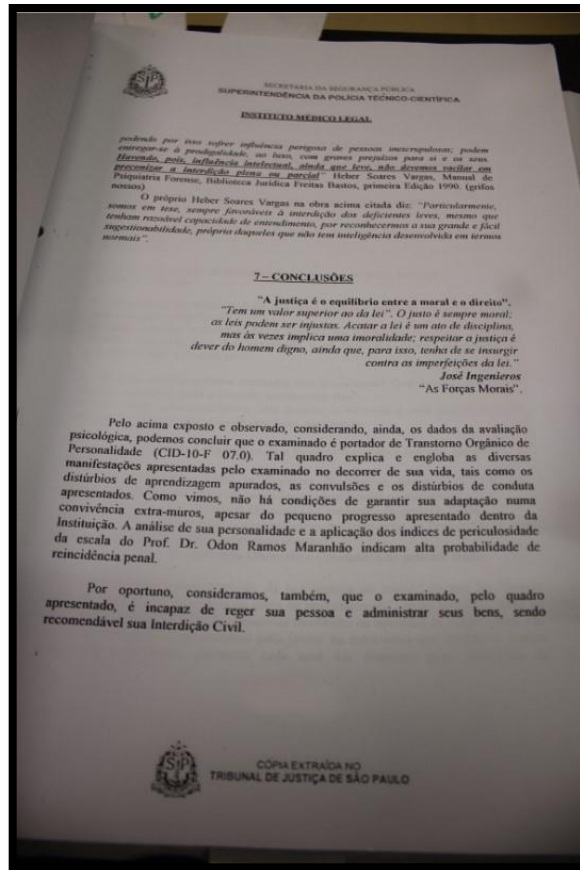 SECRETARIA DA SEGURANÇA PÚBLICA
SUPERINTENDÊNCIA DA POLÍCIA TÉCNICO-CIENTÍFICA
INSTITUTO MÉDICO LEGAL
podendo por isso sofrer influência perigosa de pessoas inescrupulosas; podem
entregar-se à prodigalidade, ao luxo, com graves prejuízos para si e os seus.
Havendo, pois, influência intelectual, ainda que leve, não devemos vacilar em
preconizar a interdição plena ou parcial" Heber Soares Vargas, Manual de
Psiquiatria Forense, Biblioteca Jurídica Freitas Bastos, primeira Edição 1990. (grifos
nossos)
O próprio Heber Soares Vargas na obra acima citada diz: "Particularmente,
somos em tese, sempre favoráveis à interdição dos deficientes leves, mesmo que
tenham razoável capacidade de entendimento, por reconhecermos a sua grande e fácil
sugestionabilidade, própria daqueles que não tem inteligência desenvolvida em termos
normais".
7 – CONCLUSÕES
"A justiça é o equilíbrio entre a moral e o direito".
"Tem um valor superior ao da lei". O justo é sempre moral;
as leis podem ser injustas. Acatar a lei é um ato de disciplina,
mas às vezes implica uma imoralidade; respeitar a justiça é
dever do homem digno, ainda que, para isso, tenha de se insurgir
contra as imperfeições da lei."
José Ingenieros
"As Forças Morais".
Pelo acima exposto e observado, considerando, ainda, os dados da avaliação
psicológica, podemos concluir que o examinado é portador de Transtorno Orgânico de
Personalidade (CID-10-F 07.0). Tal quadro explica e engloba as diversas
manifestações apresentadas pelo examinado no decorrer de sua vida, tais como os
distúrbios de aprendizagem apurados, as convulsões e os distúrbios de conduta
apresentados. Como vimos, não há condições de garantir sua adaptação numa
convivência extra-muros, apesar do pequeno progresso apresentado dentro da
Instituição. A análise de sua personalidade e a aplicação dos índices de periculosidade
da escala do Prof. Dr. Odon Ramos Maranhão indicam alta probabilidade de
reincidência penal.
Por oportuno, consideramos, também, que o examinado, pelo quadro
apresentado, é incapaz de reger sua pessoa e administrar seus bens, sendo
recomendável sua Interdição Civil.
CÓPIA EXTRAÍDA NO
TRIBUNAL DE JUSTIÇA DE SÃO PAULO